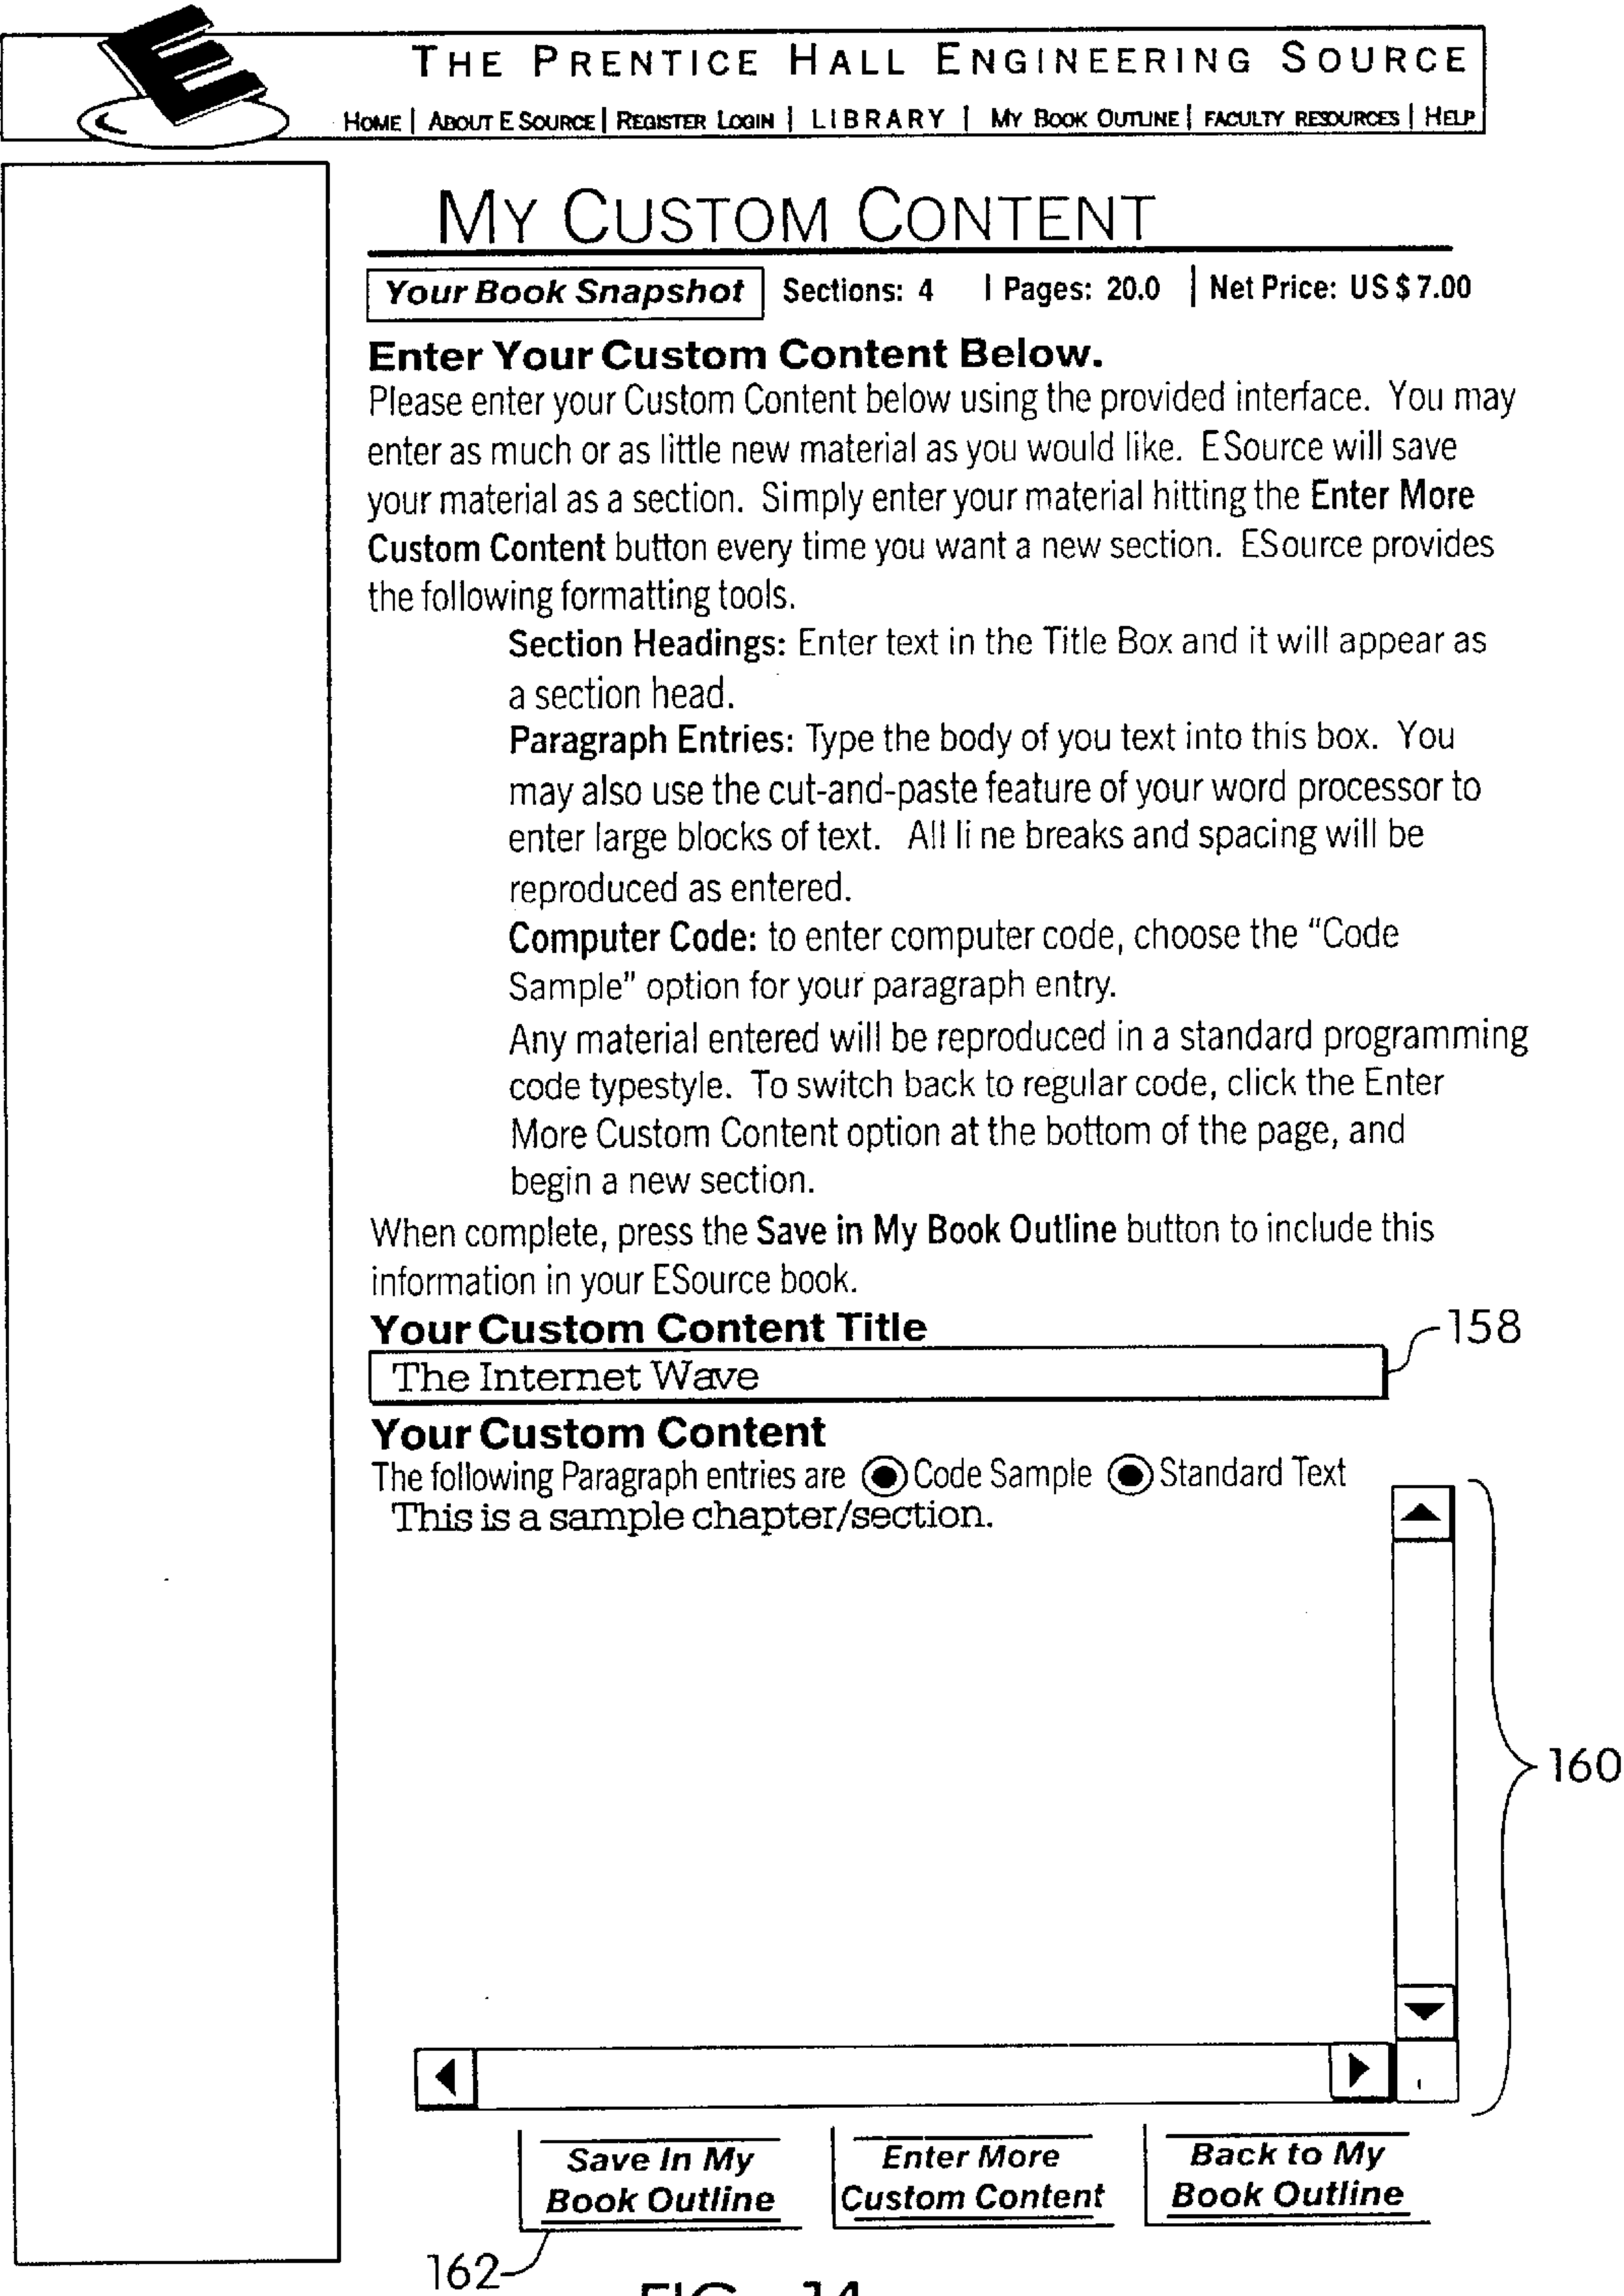 THE PRENTICE HALL ENGINEERING SOURCE
HOME | ABOUT E SOURCE | REGISTER LOGIN | LIBRARY | MY BOOK OUTLINE | FACULTY RESOURCES | HELP
MY CUSTOM CONTENT
Your Book Snapshot Sections: 4 | Pages: 20.0 | Net Price: US $ 7.00
Enter Your Custom Content Below.
Please enter your Custom Content below using the provided interface. You may
enter as much or as little new material as you would like. ESource will save
your material as a section. Simply enter your material hitting the Enter More
Custom Content button every time you want a new section. ESource provides
the following formatting tools.
Section Headings: Enter text in the Title Box and it will appear as
a section head.
Paragraph Entries: Type the body of you text into this box. You
may also use the cut-and-paste feature of your word processor to
enter large blocks of text. All li ne breaks and spacing will be
reproduced as entered.
Computer Code: to enter computer code, choose the "Code
Sample" option for your paragraph entry.
Any material entered will be reproduced in a standard programming
code typestyle. To switch back to regular code, click the Enter
More Custom Content option at the bottom of the page, and
begin a new section.
When complete, press the Save in My Book Outline button to include this
information in your ESource book.
Your Custom Content Title
158
The Internet Wave
Your Custom Content
The following Paragraph entries are Code Sample Standard Text
This is a sample chapter/section.
160
Save In My
Book Outline
Enter More
Custom Content
Back to My
Book Outline
162
FIG. 14